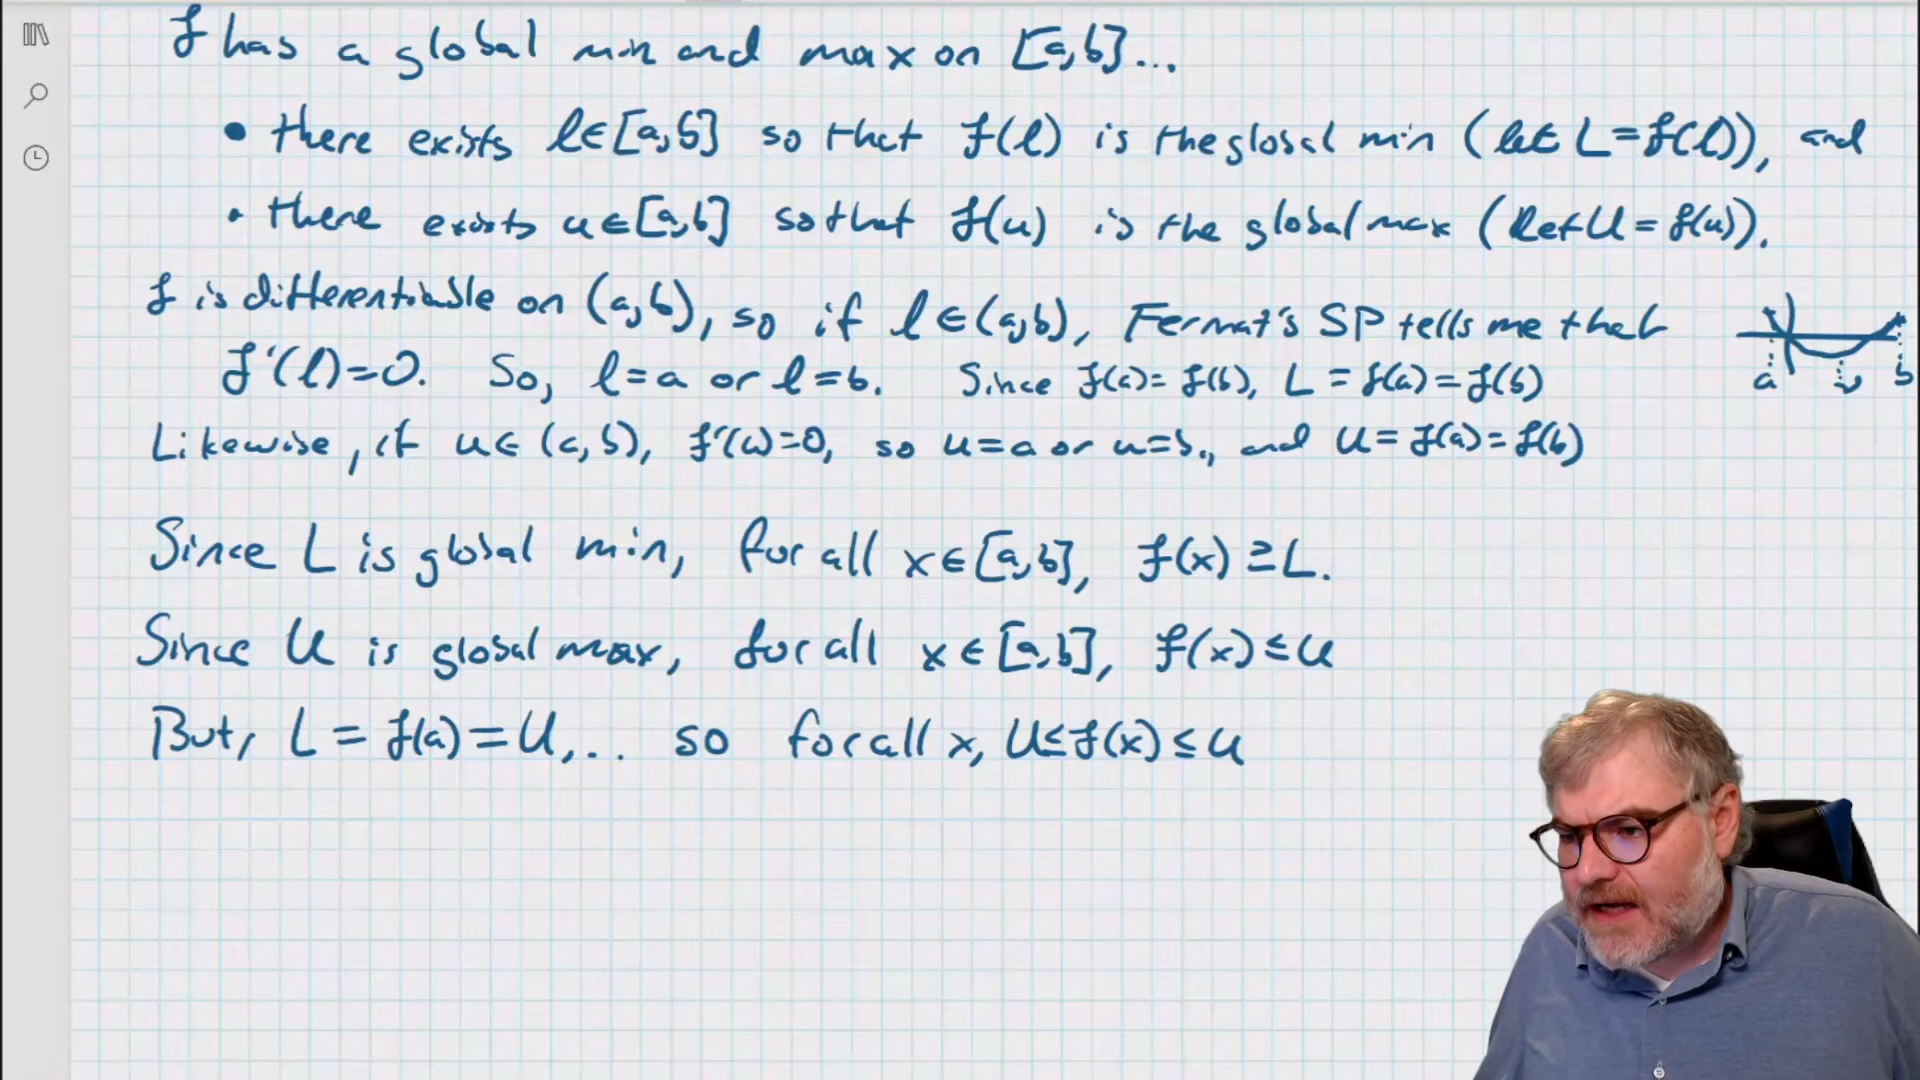 f has a global min and max on [a,b]...
• there exists l∈[a,b] so that f(l) is the global min (let L=f(l)), and
• there exists u∈[a,b] so that f(u) is the global max (let U=f(u)).
f is differentiable on (a,b), so if l∈(a,b), Fermat's SP tells me that
f'(l)=0. So, l=a or l=b. Since f(a)=f(b), L=f(a)=f(b)
a b
Likewise, if u∈(a,b), f'(u)=0, so u=a or u=b., and U=f(a)=f(b)
Since L is global min, for all x∈[a,b], f(x)≥L.
Since U is global max, for all x∈[a,b], f(x)≤U
But, L=f(a)=U,... so for all x, U≤f(x)≤U